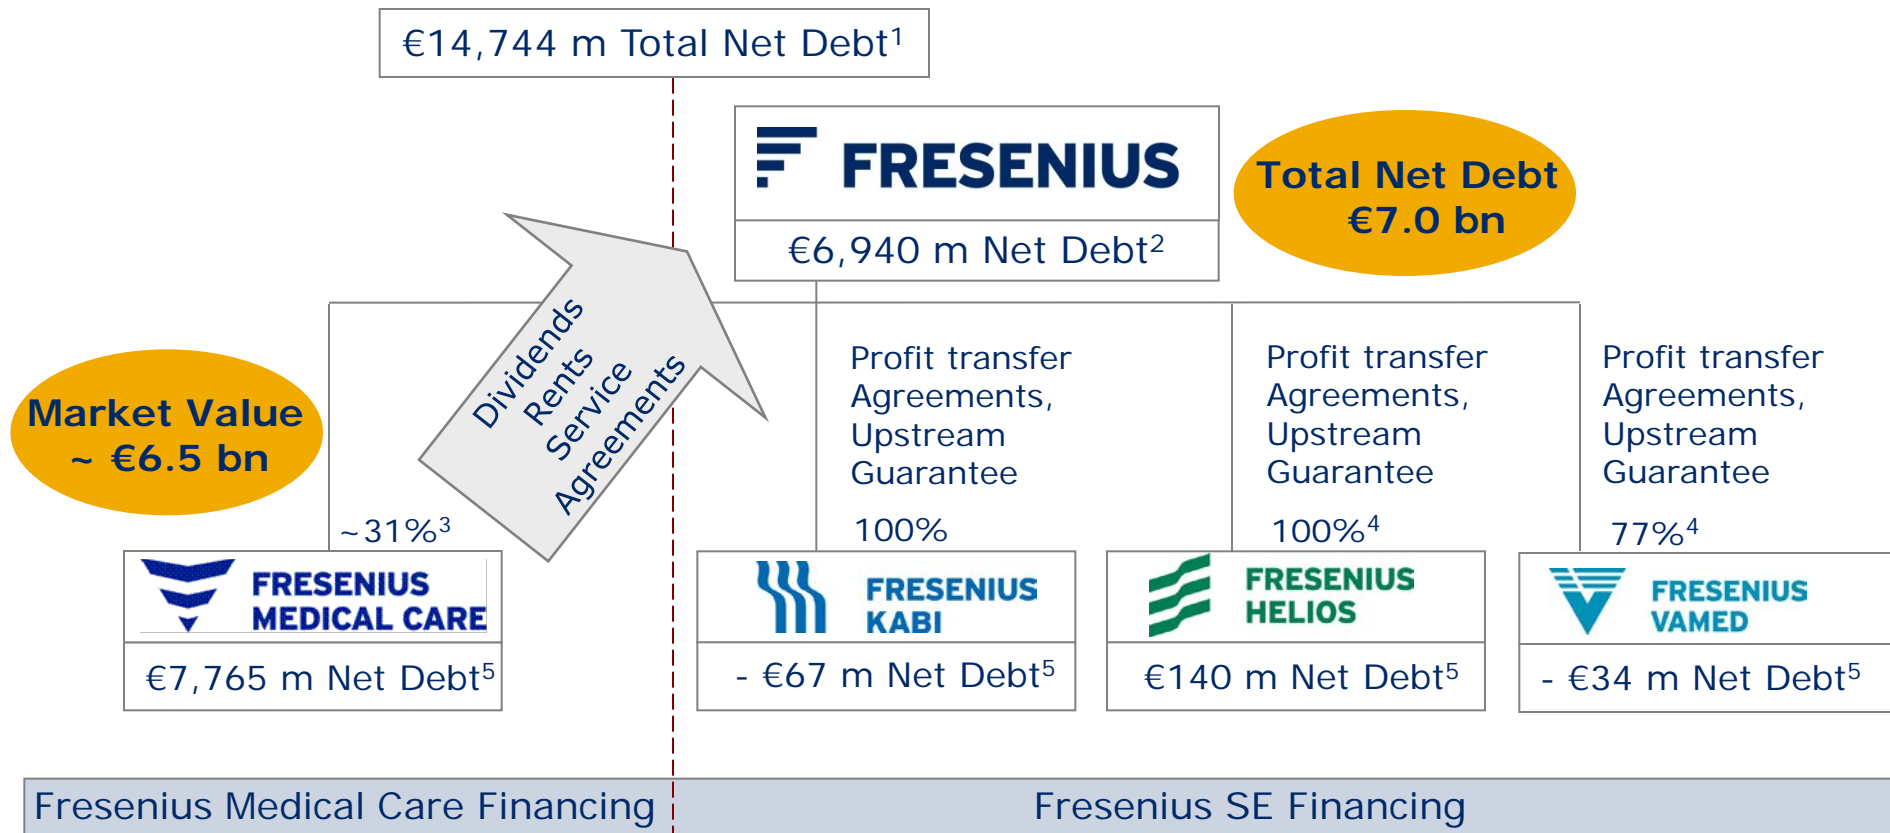 €14,744 m Total Net Debt¹
FRESENIUS
€6,940 m Net Debt²
Total Net Debt
€7.0 bn
Market Value
~ €6.5 bn
Dividends
Rents
Service
Agreements
~31%³
Profit transfer
Agreements,
Upstream
Guarantee
100%
Profit transfer
Agreements,
Upstream
Guarantee
100%⁴
Profit transfer
Agreements,
Upstream
Guarantee
77%⁴
FRESENIUS
MEDICAL CARE
€7,765 m Net Debt⁵
FRESENIUS
KABI
- €67 m Net Debt⁵
FRESENIUS
HELIOS
€140 m Net Debt⁵
FRESENIUS
VAMED
- €34 m Net Debt⁵
Fresenius Medical Care Financing
Fresenius SE Financing